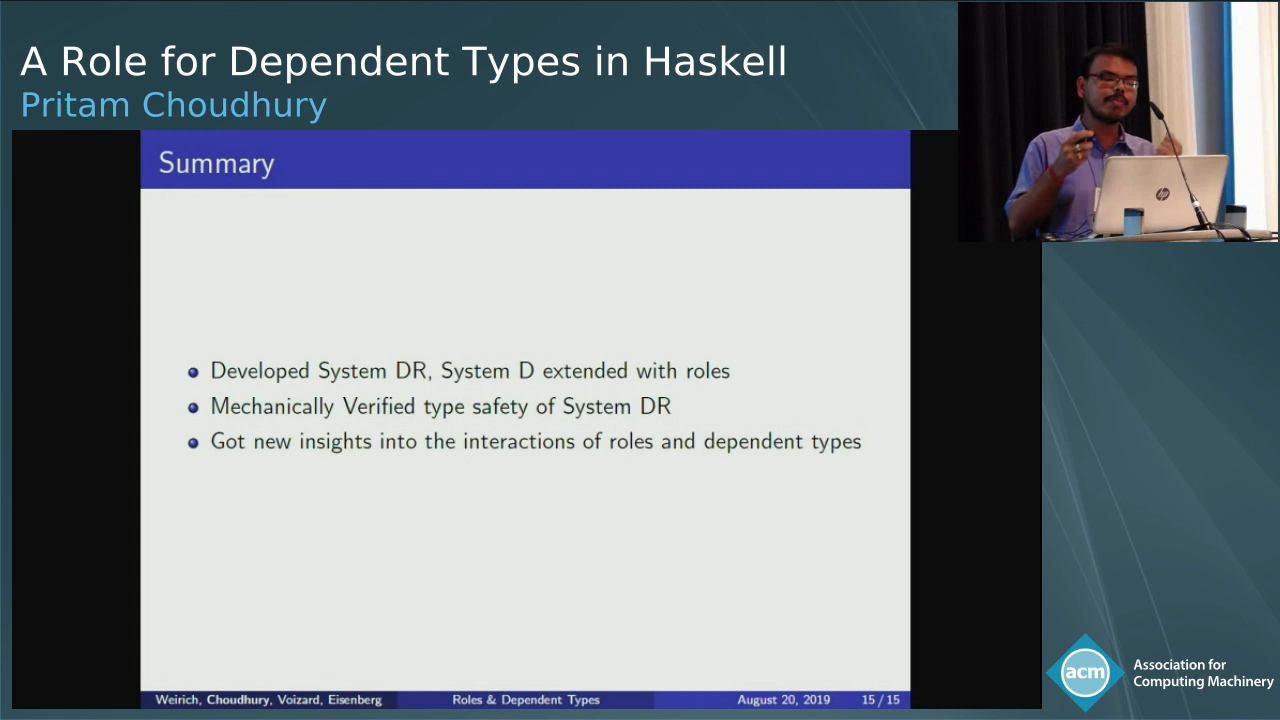 A Role for Dependent Types in Haskell
Pritam Choudhury
Summary
Developed System DR, System D extended with roles
Mechanically Verified type safety of System DR
Got new insights into the interactions of roles and dependent types
Weirich, Choudhury, Voizard, Eisenberg
Roles & Dependent Types
August 20, 2019
15 / 15
hp
acm
Association for
Computing Machinery